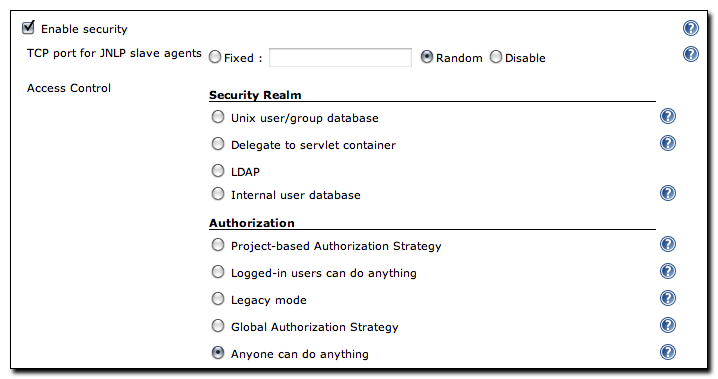 Enable security
TCP port for JNLP slave agents Fixed : Random Disable
Access Control
Security Realm
Unix user/group database
Delegate to servlet container
LDAP
Internal user database
Authorization
Project-based Authorization Strategy
Logged-in users can do anything
Legacy mode
Global Authorization Strategy
Anyone can do anything